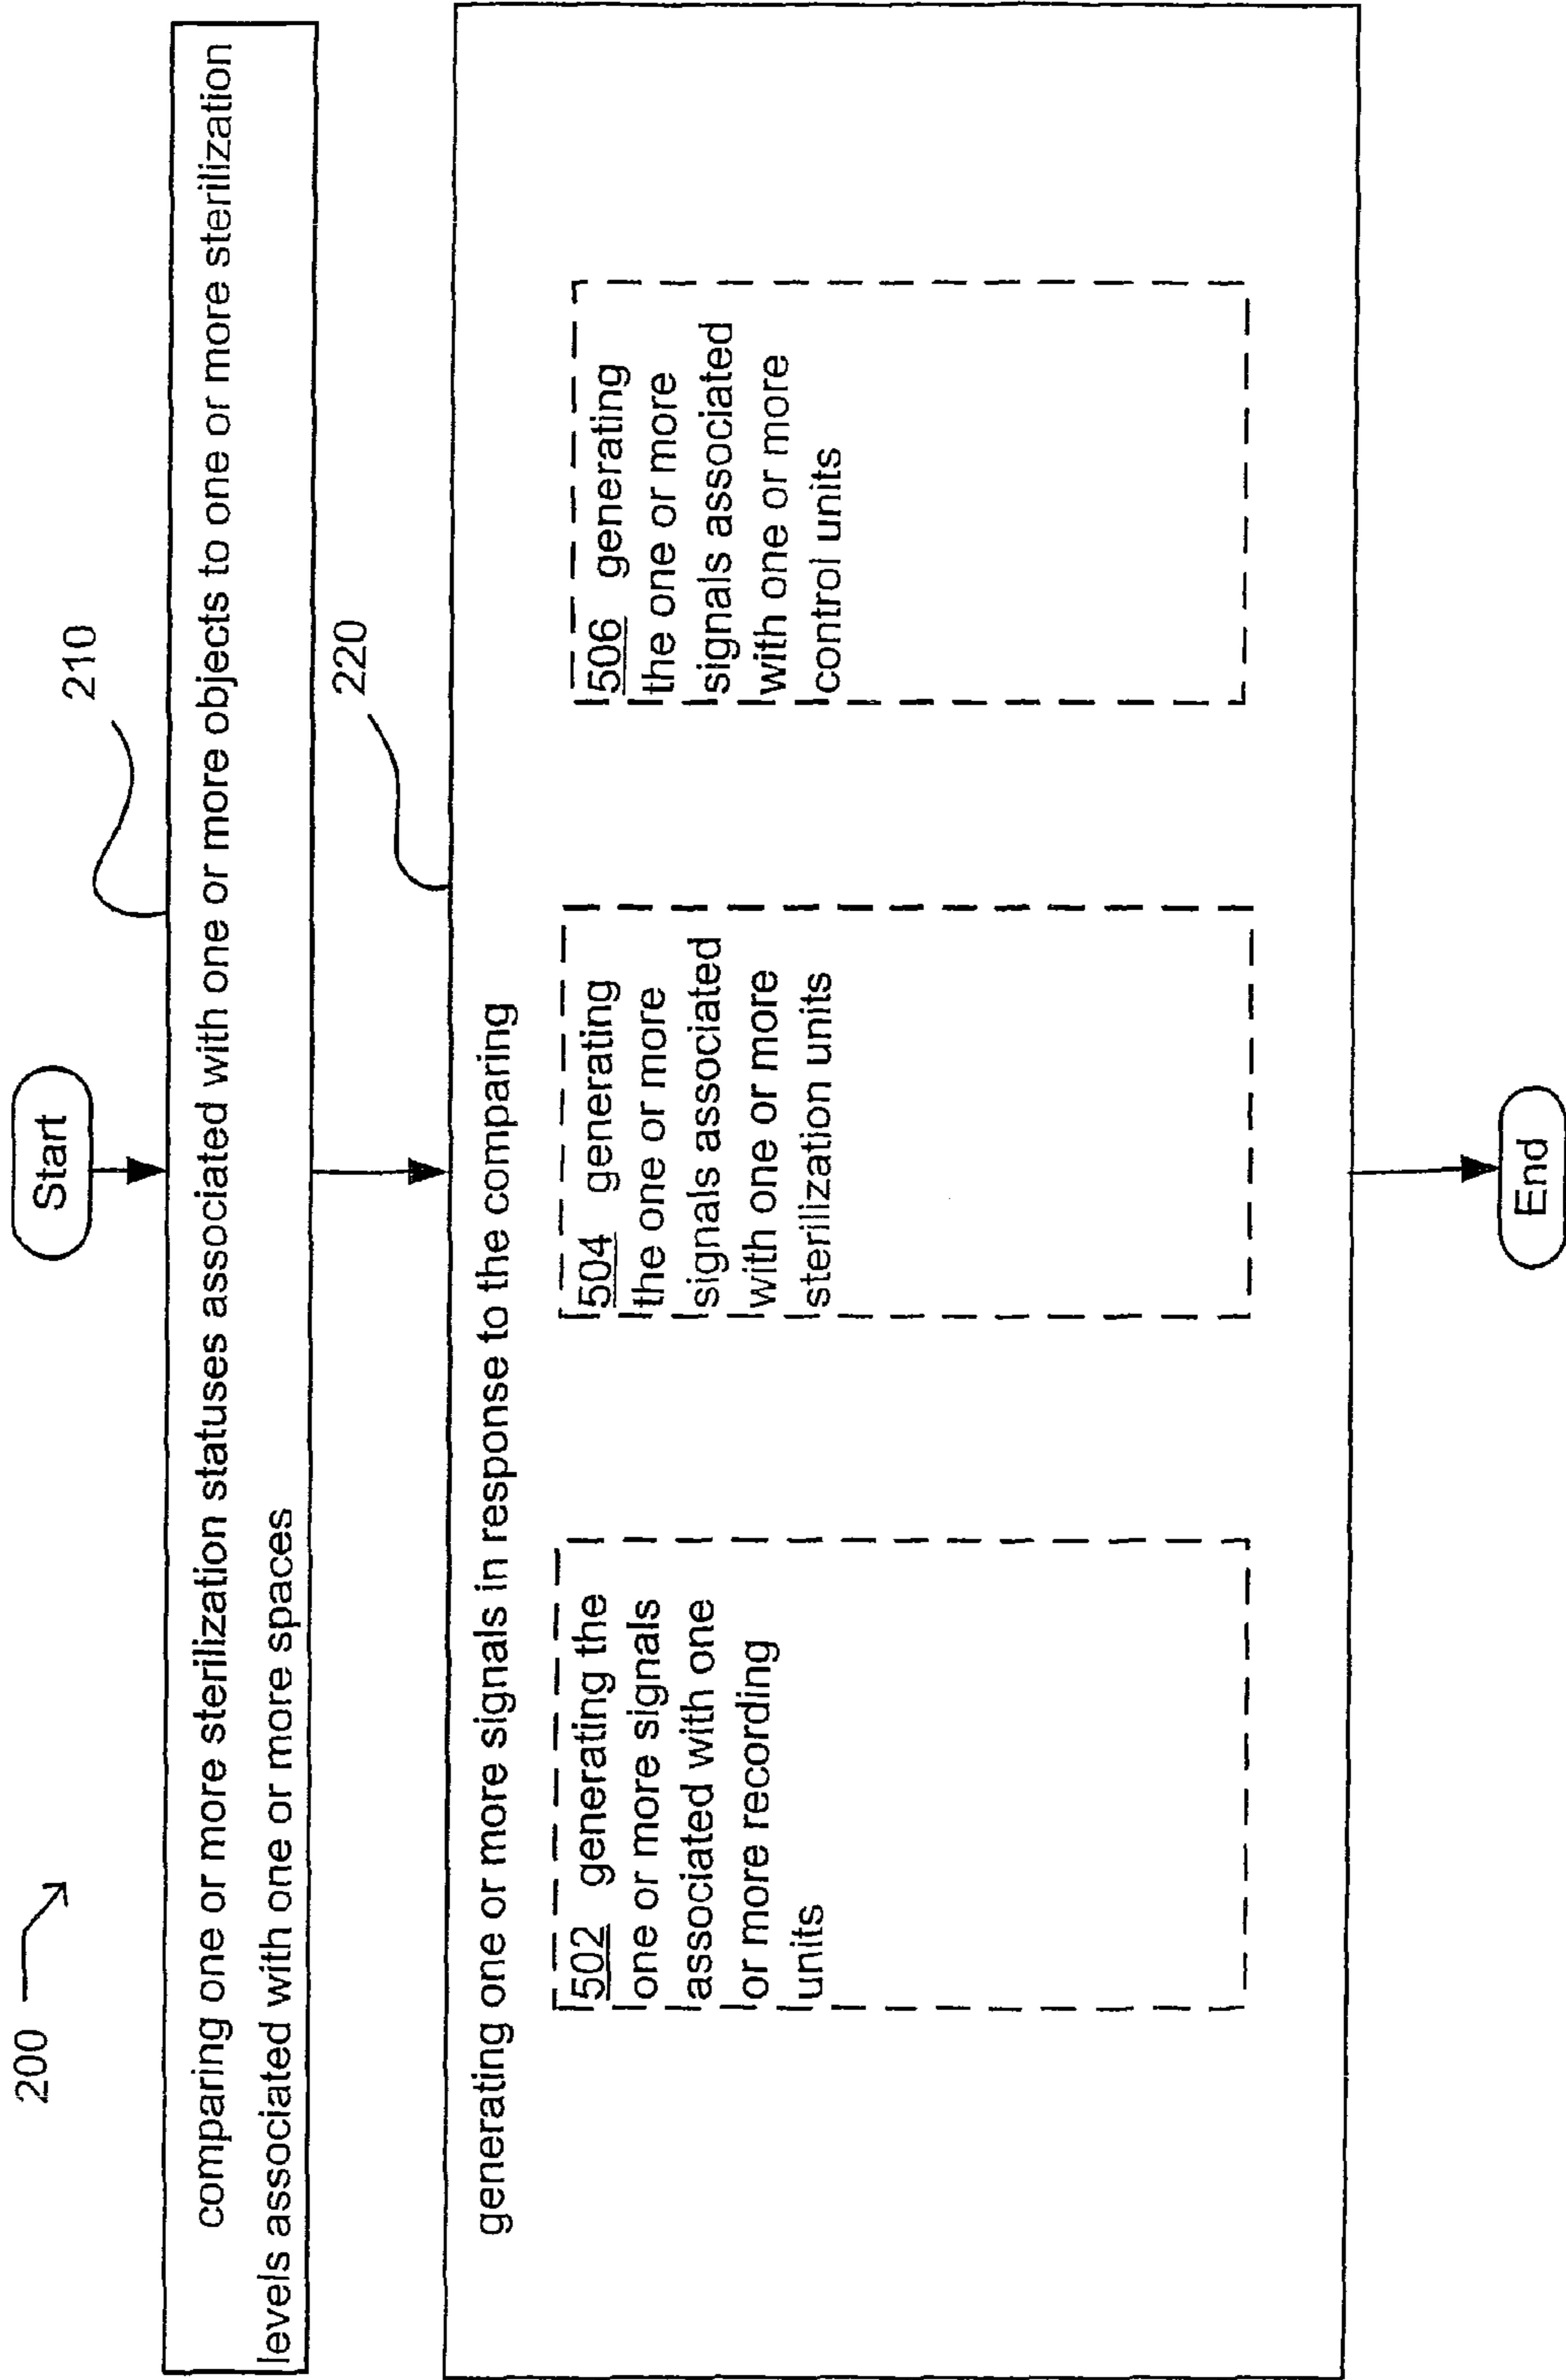 200
Start
210
comparing one or more sterilization statuses associated with one or more objects to one or more sterilization
levels associated with one or more spaces
220
generating one or more signals in response to the comparing
502 generating the
one or more signals
associated with one
or more recording
units
504 generating
the one or more
signals associated
with one or more
sterilization units
506 generating
the one or more
signals associated
with one or more
control units
End